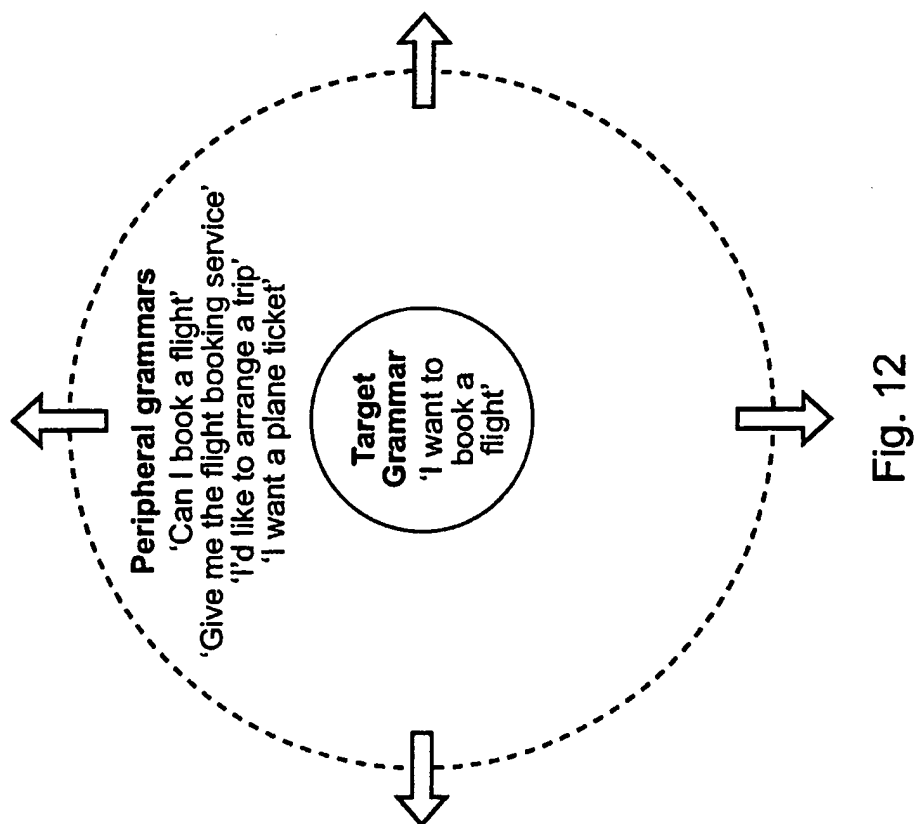 Peripheral grammars
‘Can I book a flight’
‘Give me the flight booking service’
‘I’d like to arrange a trip’
‘I want a plane ticket’
Target
Grammar
‘I want to
book a
flight’
Fig. 12